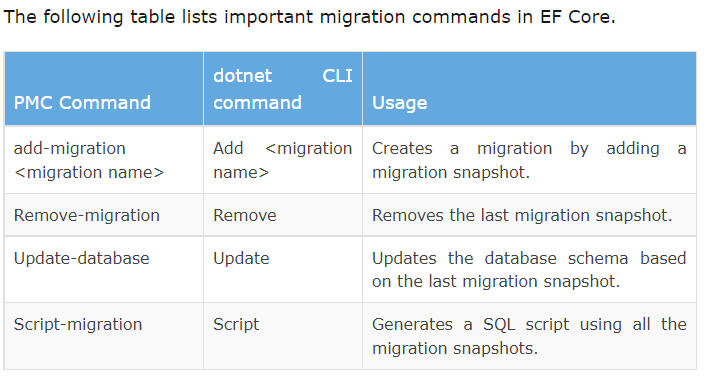 The following table lists important migration commands in EF Core.
PMC Command
dotnet CLI
command
Usage
add-migration
<migration name>
Add <migration
name>
Creates a migration by adding a
migration snapshot.
Remove-migration
Remove
Removes the last migration snapshot.
Update-database
Update
Updates the database schema based
on the last migration snapshot.
Script-migration
Script
Generates a SQL script using all the
migration snapshots.